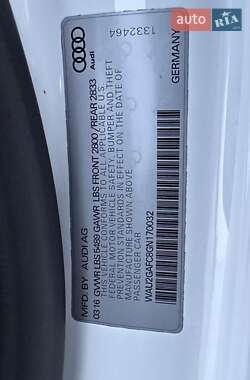 AUTO RIA
Audi
1332464
GERMANY
MFD. BY AUDI AG
03/16 GVWR LBS 5489 GAWR LBS FRONT 2800 / REAR 2833
THIS VEHICLE CONFORMS TO ALL APPLICABLE U.S.
FEDERAL MOTOR VEHICLE SAFETY, BUMPER AND THEFT
PREVENTION STANDARDS IN EFFECT ON THE DATE OF
MANUFACTURE SHOWN ABOVE.
PASSENGER CAR
WAU2GAFC8GN170032